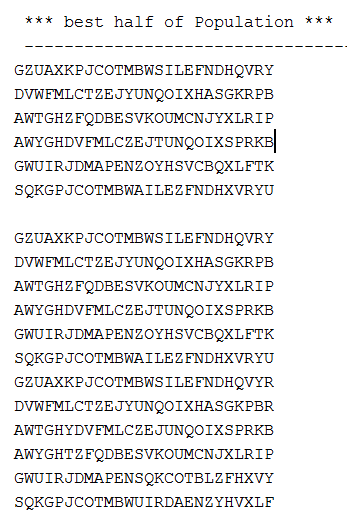 *** best half of Population ***
---------------------------------
GZUAXKPJCOTMBWSILEFNDHQVRY
DVWFMLCTZEJYUNQOIXHASGKRPB
AWTGHZFQDBESVKOUMCNJYXLRIP
AWYGHDVFMLCZEJTUNQOIXSPRKB
GWUIRJDMAPENZOYHSVCBQXLFTK
SQKGPJCOTMBWAILEZFNDHXVRYU
GZUAXKPJCOTMBWSILEFNDHQVRY
DVWFMLCTZEJYUNQOIXHASGKRPB
AWTGHZFQDBESVKOUMCNJYXLRIP
AWYGHDVFMLCZEJTUNQOIXSPRKB
GWUIRJDMAPENZOYHSVCBQXLFTK
SQKGPJCOTMBWAILEZFNDHXVRYU
GZUAXKPJCOTMBWSILEFNDHQVYR
DVWFMLCTZEJYUNQOIXHASGKPBR
AWTGHYDVFMLCZEJUNQOIXSPRKB
AWYGHTZFQDBESVKOUMCNJXLRIP
GWUIRJDMAPENSQKCOTBLZFHXVY
SQKGPJCOTMBWUIRDAENZYHVXLF